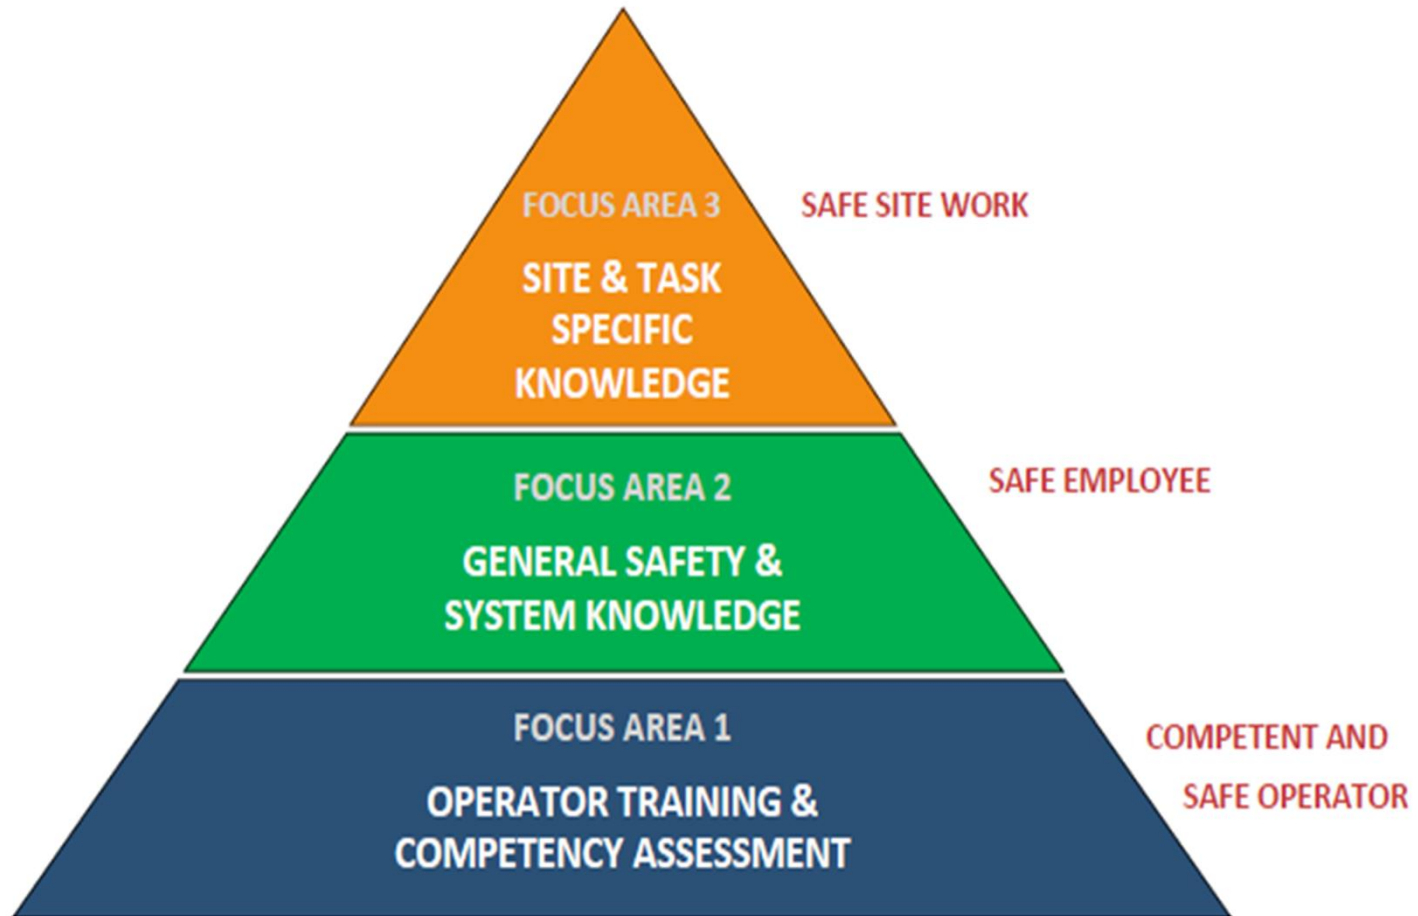 FOCUS AREA 3
SAFE SITE WORK
SITE & TASK
SPECIFIC
KNOWLEDGE
FOCUS AREA 2
SAFE EMPLOYEE
GENERAL SAFETY &
SYSTEM KNOWLEDGE
FOCUS AREA 1
COMPETENT AND
SAFE OPERATOR
OPERATOR TRAINING &
COMPETENCY ASSESSMENT